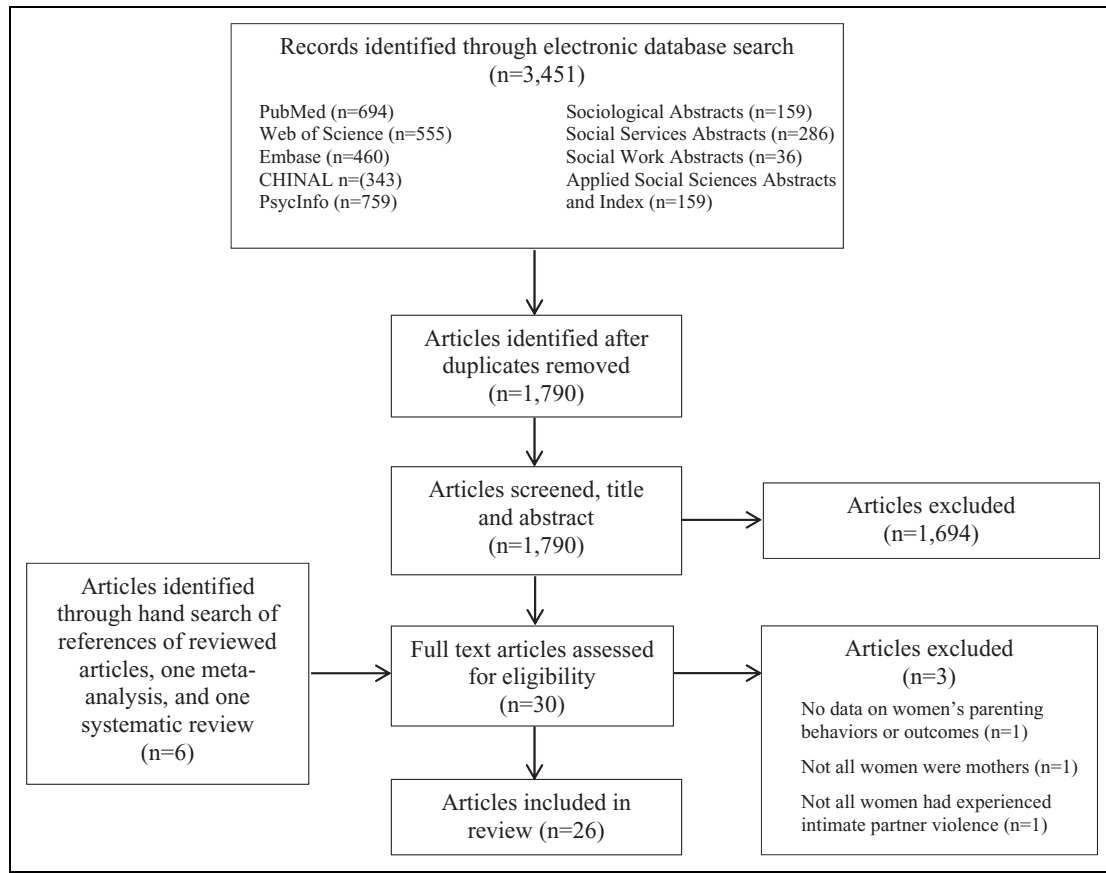 Records identified through electronic database search
(n=3,451)
PubMed (n=694)
Web of Science (n=555)
Embase (n=460)
CHINAL n=(343)
PsycInfo (n=759)
Sociological Abstracts (n=159)
Social Services Abstracts (n=286)
Social Work Abstracts (n=36)
Applied Social Sciences Abstracts
and Index (n=159)
Articles identified after
duplicates removed
(n=1,790)
Articles screened, title
and abstract
(n=1,790)
Articles excluded
(n=1,694)
Articles identified
through hand search of
references of reviewed
articles, one meta-
analysis, and one
systematic review
(n=6)
Full text articles assessed
for eligibility
(n=30)
Articles excluded
(n=3)
No data on women’s parenting
behaviors or outcomes (n=1)
Not all women were mothers (n=1)
Not all women had experienced
intimate partner violence (n=1)
Articles included in
review (n=26)